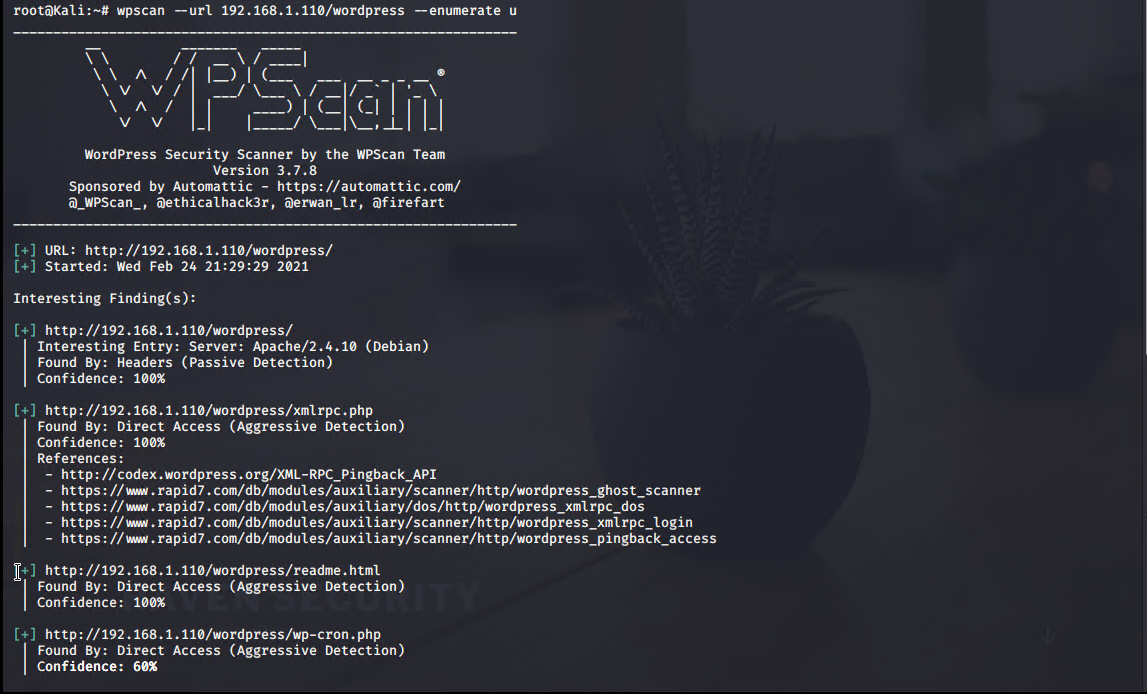 root@Kali:~# wpscan --url 192.168.1.110/wordpress --enumerate u
WPScan ®
WordPress Security Scanner by the WPScan Team
Version 3.7.8
Sponsored by Automattic - https://automattic.com/
@_WPScan_, @ethicalhack3r, @erwan_lr, @firefart
[+] URL: http://192.168.1.110/wordpress/
[+] Started: Wed Feb 24 21:29:29 2021
Interesting Finding(s):
[+] http://192.168.1.110/wordpress/
| Interesting Entry: Server: Apache/2.4.10 (Debian)
| Found By: Headers (Passive Detection)
| Confidence: 100%
[+] http://192.168.1.110/wordpress/xmlrpc.php
| Found By: Direct Access (Aggressive Detection)
| Confidence: 100%
| References:
|  - http://codex.wordpress.org/XML-RPC_Pingback_API
|  - https://www.rapid7.com/db/modules/auxiliary/scanner/http/wordpress_ghost_scanner
|  - https://www.rapid7.com/db/modules/auxiliary/dos/http/wordpress_xmlrpc_dos
|  - https://www.rapid7.com/db/modules/auxiliary/scanner/http/wordpress_xmlrpc_login
|  - https://www.rapid7.com/db/modules/auxiliary/scanner/http/wordpress_pingback_access
[+] http://192.168.1.110/wordpress/readme.html
| Found By: Direct Access (Aggressive Detection)
| Confidence: 100%
SECURITY
[+] http://192.168.1.110/wordpress/wp-cron.php
| Found By: Direct Access (Aggressive Detection)
| Confidence: 60%